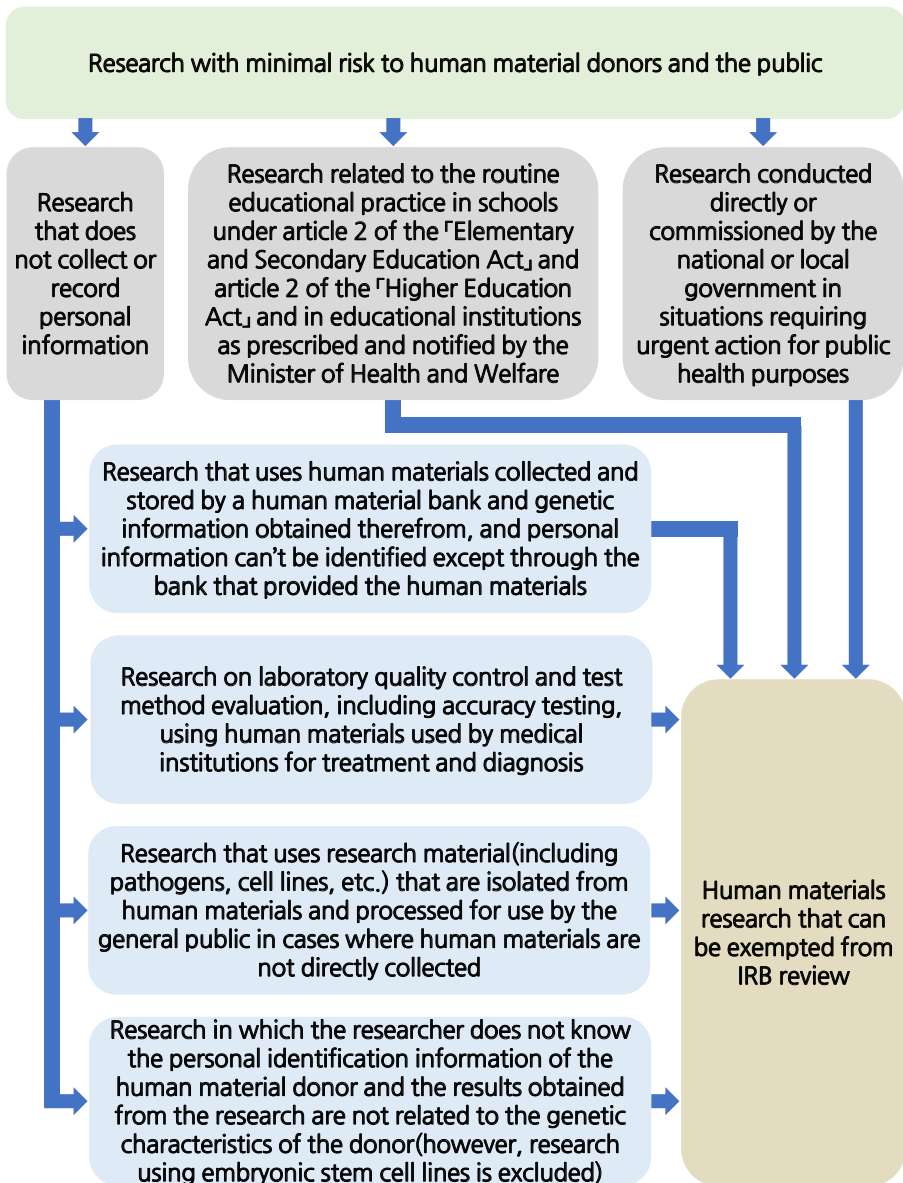 Research with minimal risk to human material donors and the public
Research
that does
not collect or
record
personal
information
Research related to the routine
educational practice in schools
under article 2 of the「Elementary
and Secondary Education Act」and
article 2 of the「Higher Education
Act」and in educational institutions
as prescribed and notified by the
Minister of Health and Welfare
Research conducted
directly or
commissioned by the
national or local
government in
situations requiring
urgent action for public
health purposes
Research that uses human materials collected and
stored by a human material bank and genetic
information obtained therefrom, and personal
information can't be identified except through the
bank that provided the human materials
Research on laboratory quality control and test
method evaluation, including accuracy testing,
using human materials used by medical
institutions for treatment and diagnosis
Research that uses research material(including
pathogens, cell lines, etc.) that are isolated from
human materials and processed for use by the
general public in cases where human materials are
not directly collected
Research in which the researcher does not know
the personal identification information of the
human material donor and the results obtained
from the research are not related to the genetic
characteristics of the donor(however, research
using embryonic stem cell lines is excluded)
Human materials
research that can
be exempted from
IRB review